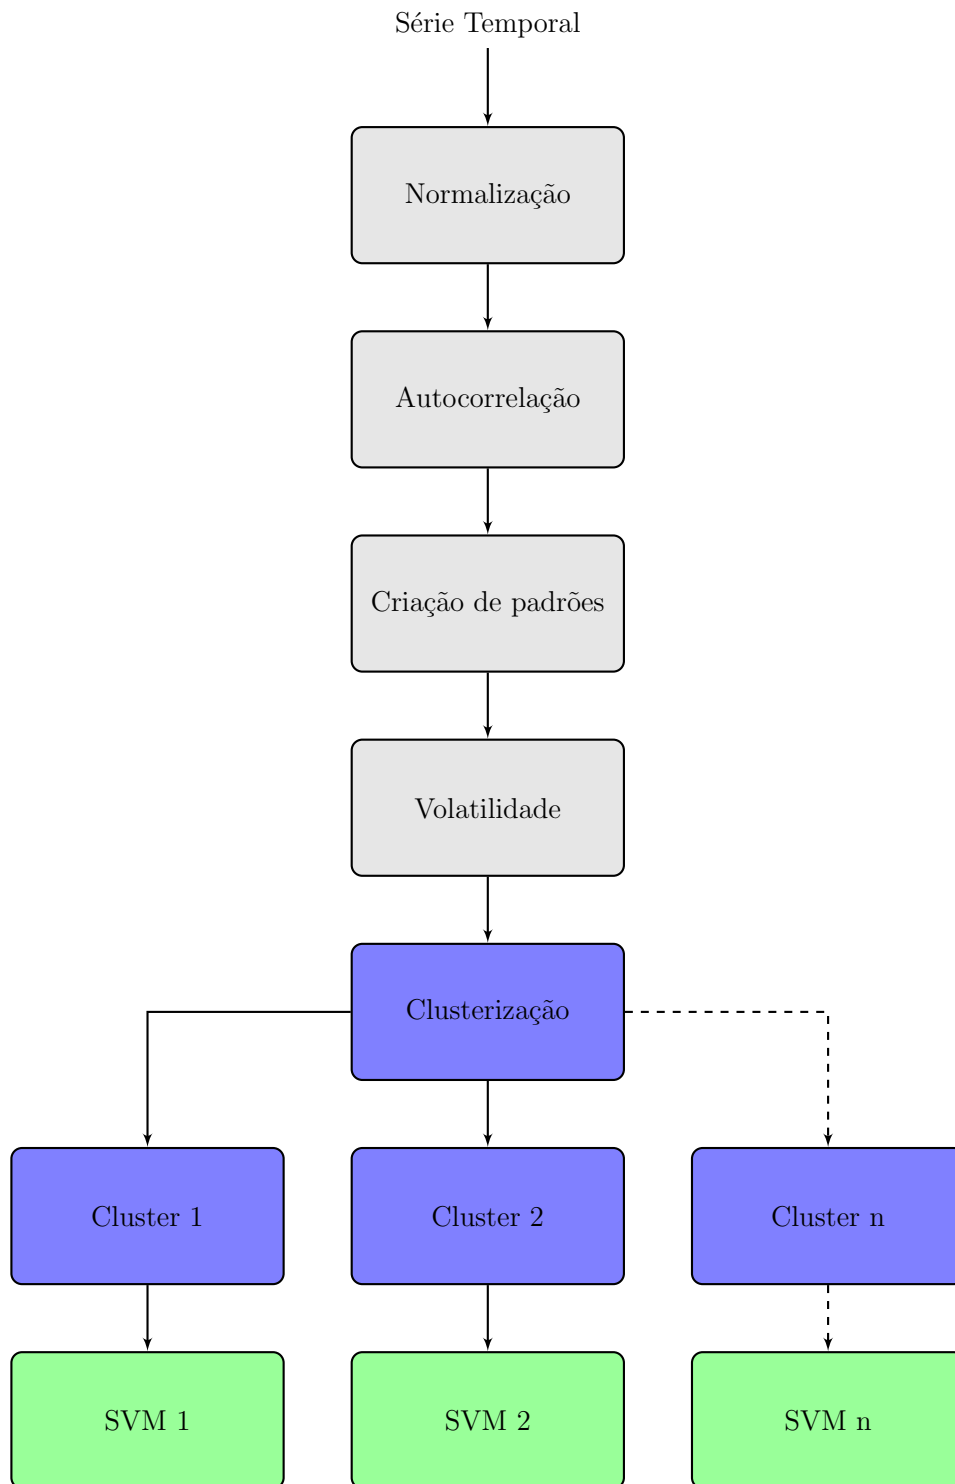 Série Temporal
Normalização
Autocorrelação
Criação de padrões
Volatilidade
Clusterização
Cluster 1
Cluster 2
Cluster n
SVM 1
SVM 2
SVM n